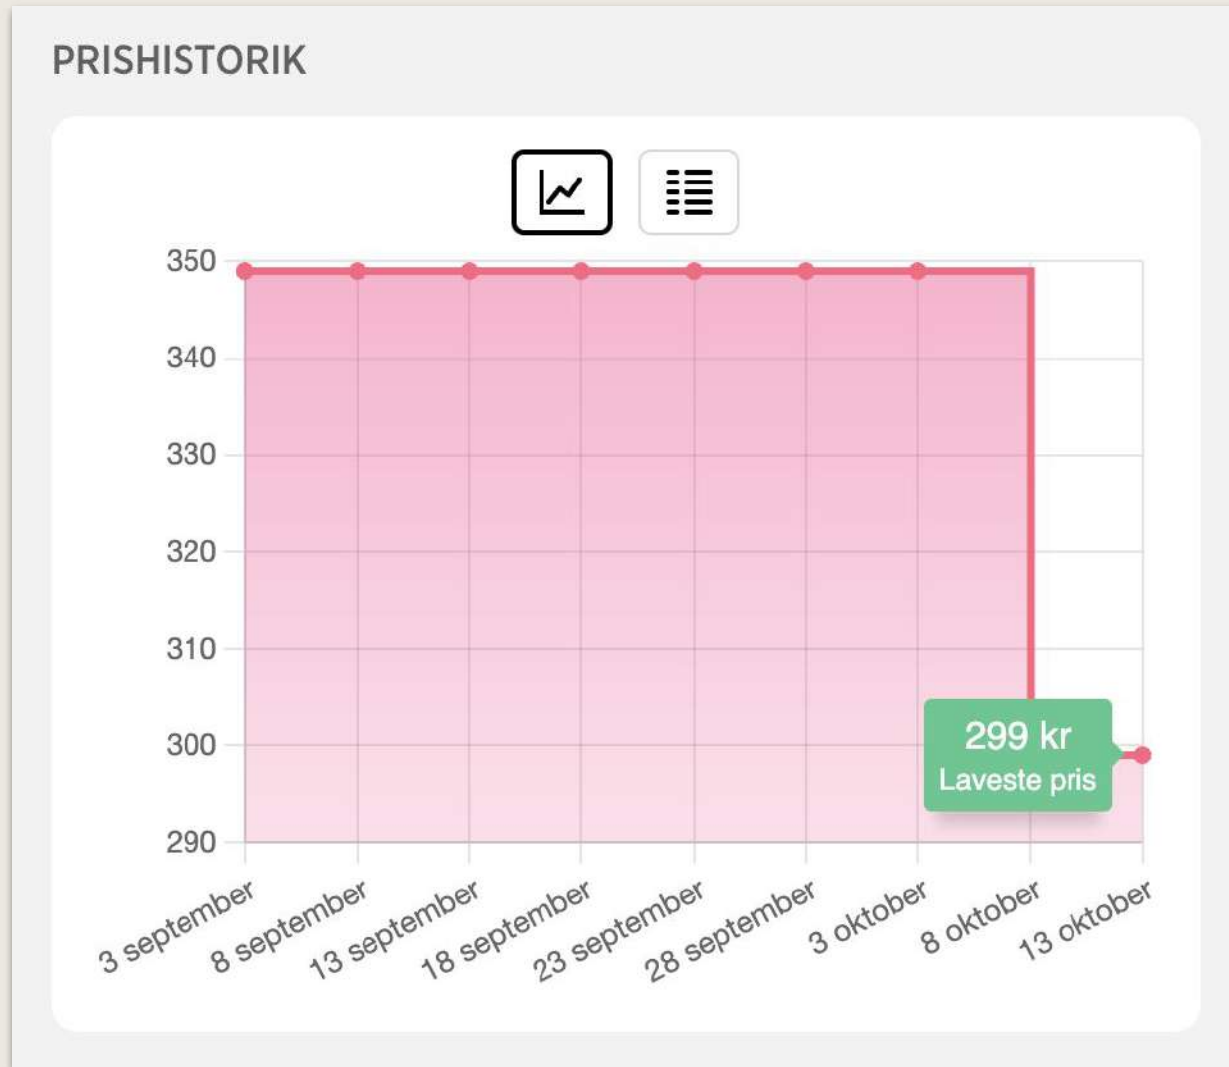 PRISHISTORIK
350
340
330
320
310
300
290
299 kr
Laveste pris
3 september
8 september
13 september
18 september
23 september
28 september
3 oktober
8 oktober
13 oktober